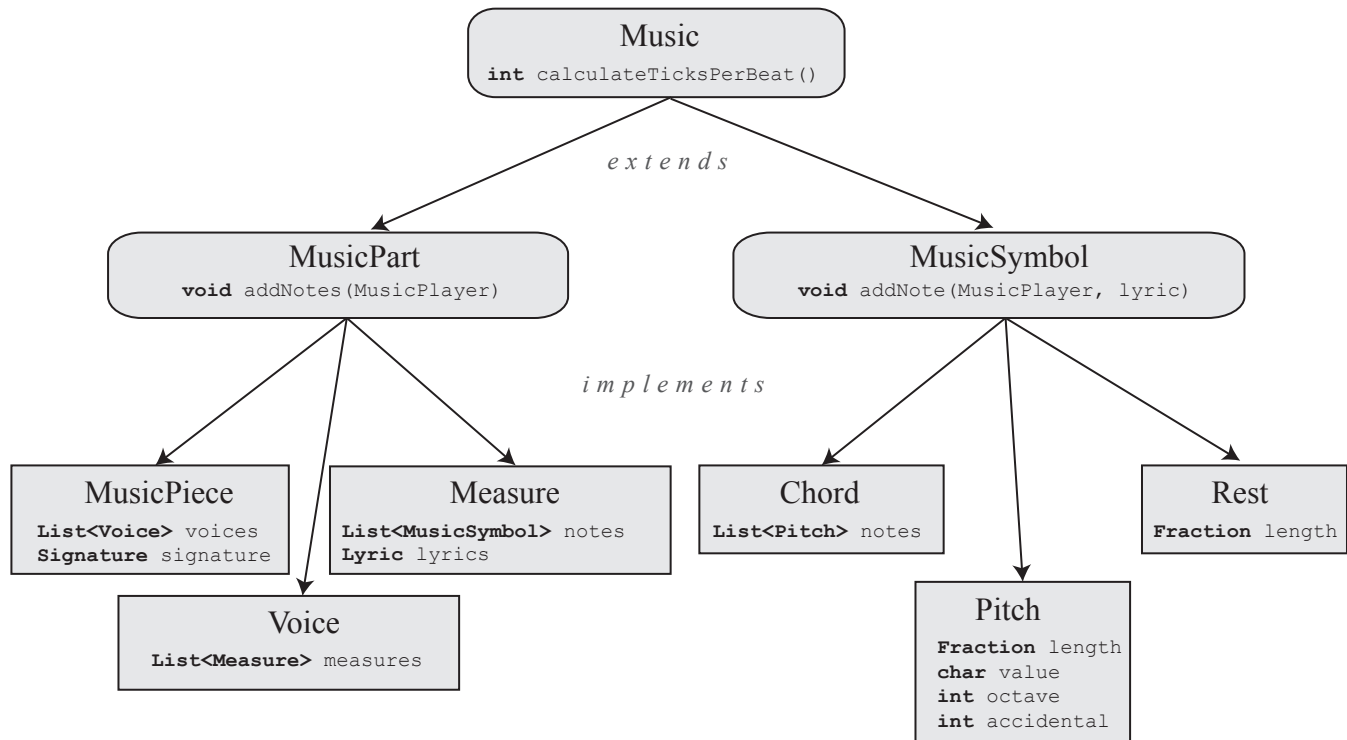 Music
int calculateTicksPerBeat()
extends
MusicPart
void addNotes(MusicPlayer)
MusicSymbol
void addNote(MusicPlayer, lyric)
implements
MusicPiece
List<Voice> voices
Signature signature
Measure
List<MusicSymbol> notes
Lyric lyrics
Chord
List<Pitch> notes
Rest
Fraction length
Voice
List<Measure> measures
Pitch
Fraction length
char value
int octave
int accidental